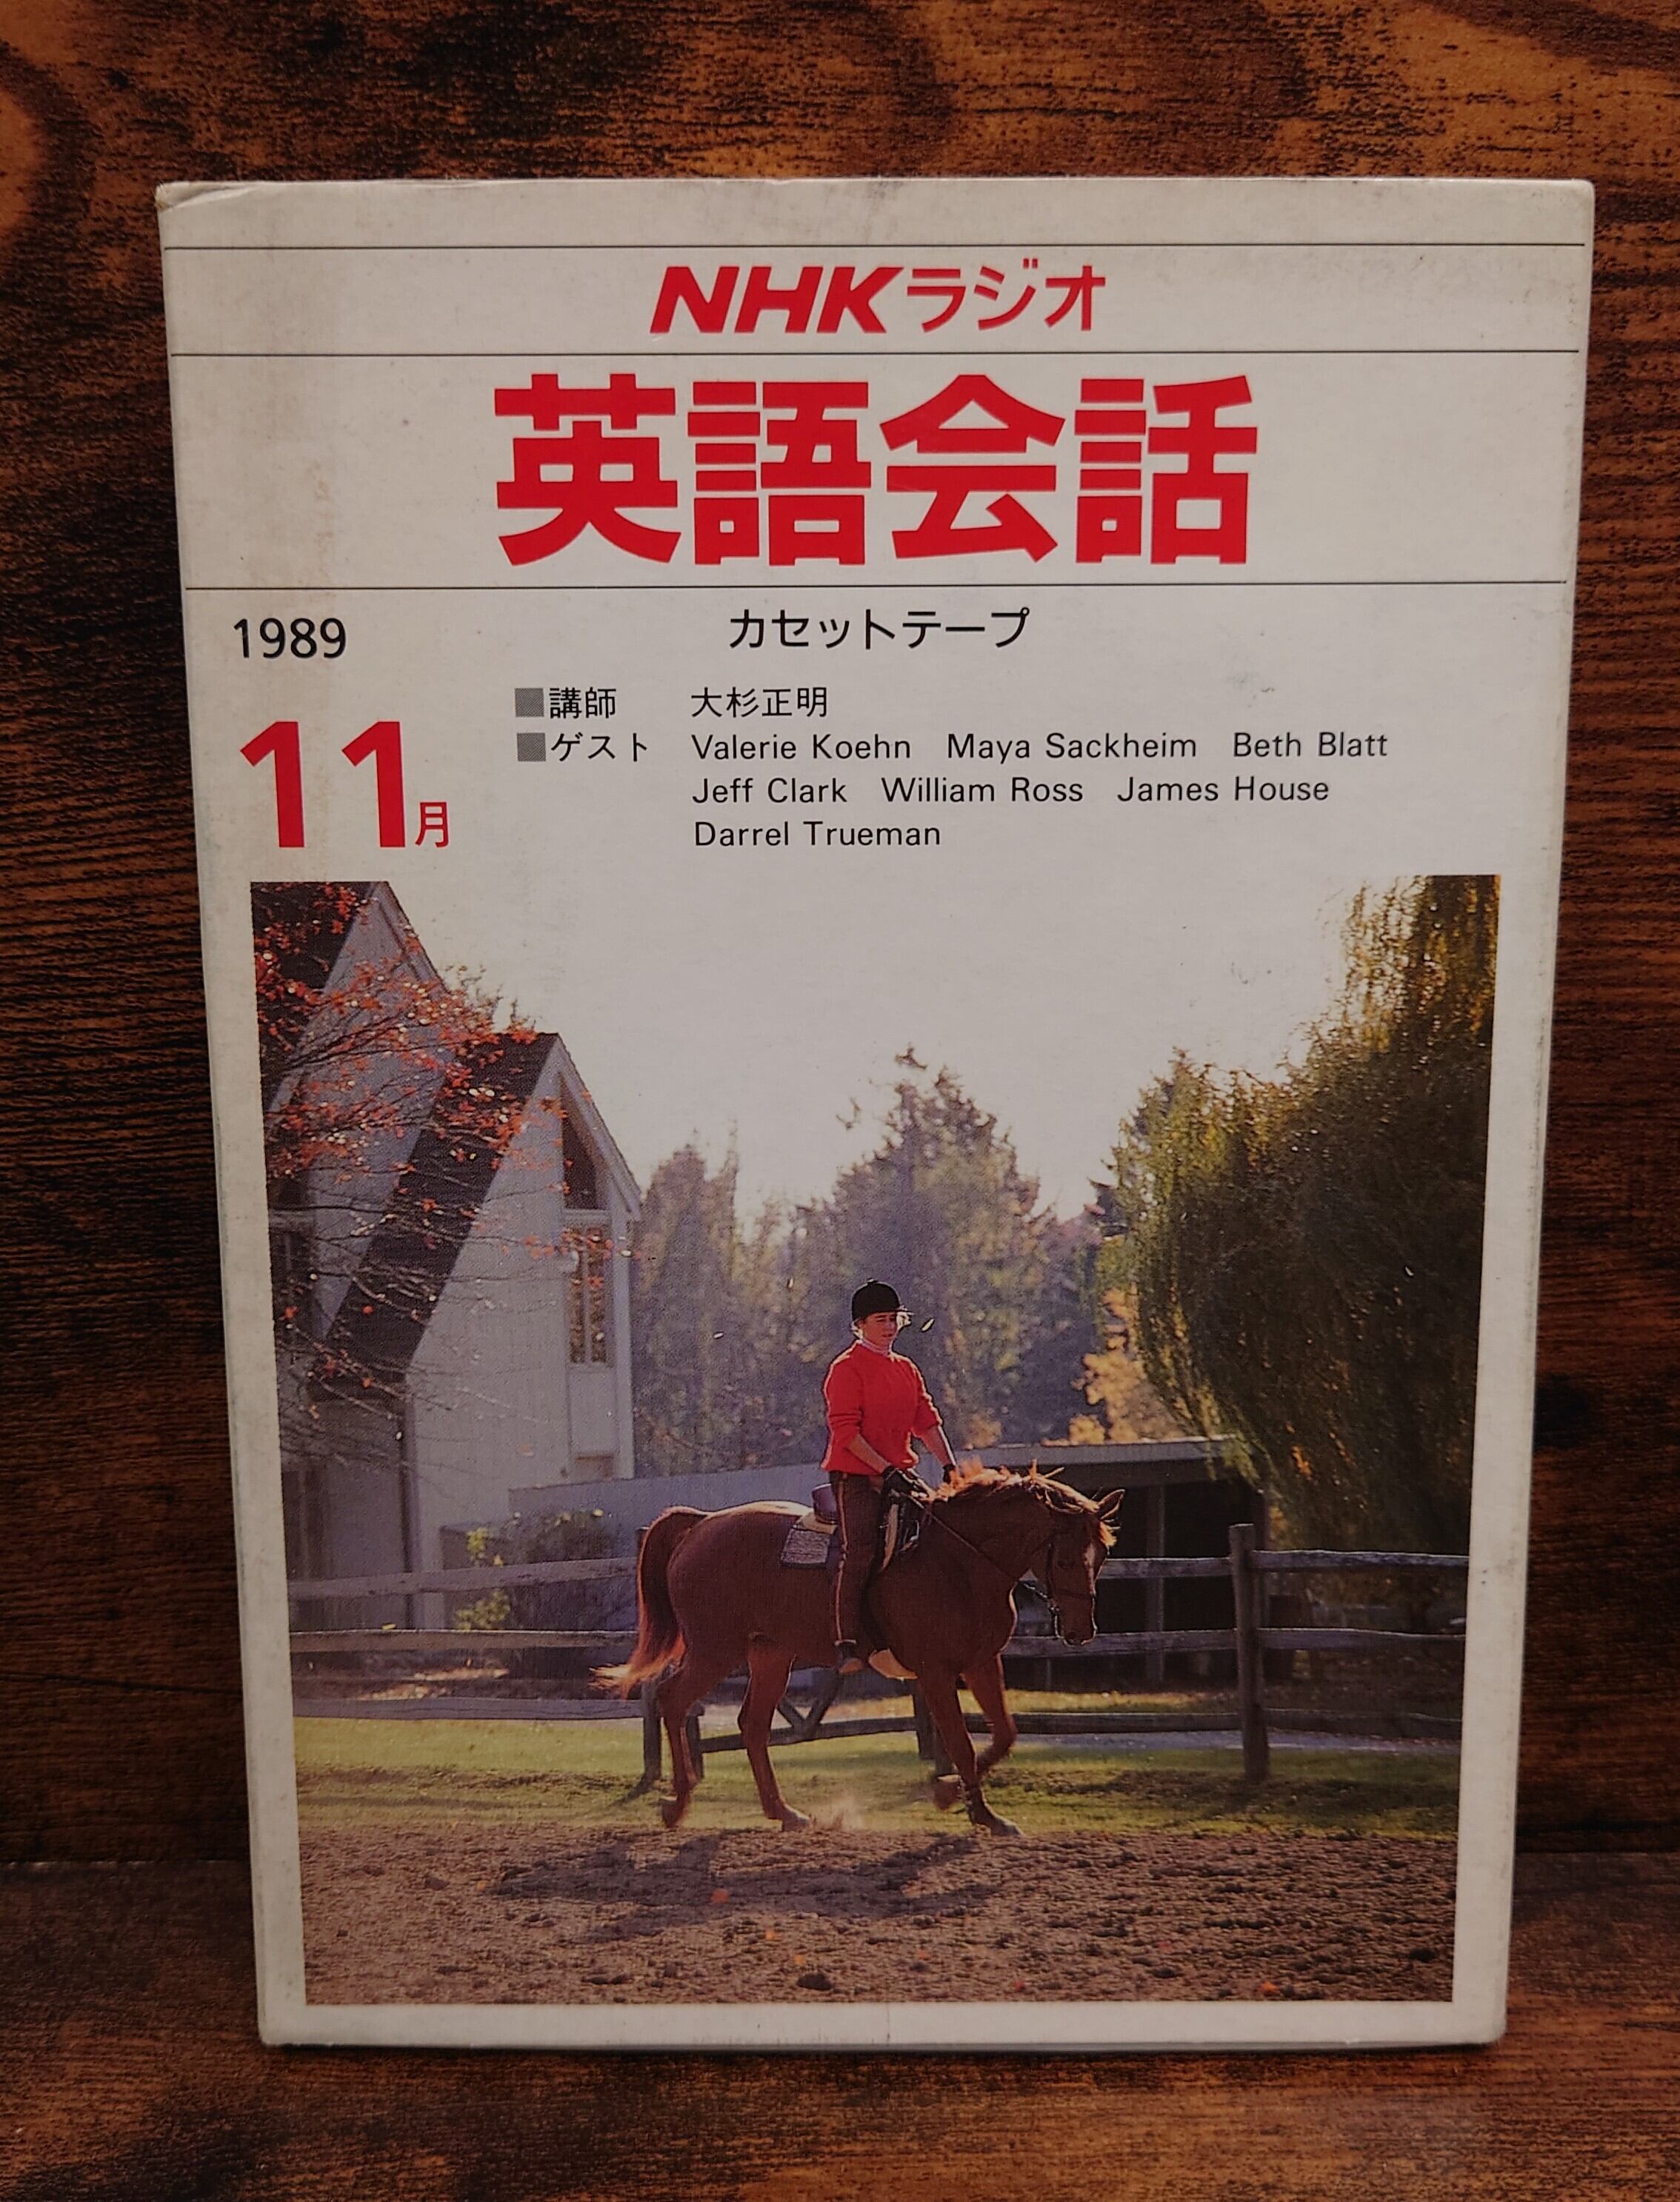 NHKラジオ
英語会話
1989
カセットテープ
11月
■講師 大杉正明
■ゲスト Valerie Koehn Maya Sackheim Beth Blatt
Jeff Clark William Ross James House
Darrel Trueman